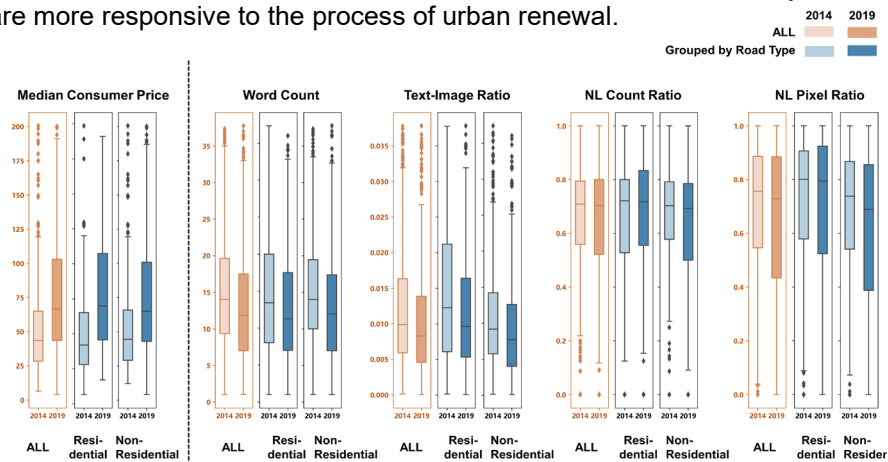 are more responsive to the process of urban renewal.
2014 2019
ALL
Grouped by Road Type
Median Consumer Price
Word Count
Text-Image Ratio
NL Count Ratio
NL Pixel Ratio
200
175
150
125
100
75
50
25
0
2014 2019
2014 2019
2014 2019
ALL
Resi-
dential
Non-
Residential
35
30
25
20
15
10
5
0
2014 2019
2014 2019
2014 2019
ALL
Resi-
dential
Non-
Residential
0.035
0.030
0.025
0.020
0.015
0.010
0.005
0.000
2014 2019
2014 2019
2014 2019
ALL
Resi-
dential
Non-
Residential
1.0
0.8
0.6
0.4
0.2
0.0
2014 2019
2014 2019
2014 2019
ALL
Resi-
dential
Non-
Residential
1.0
0.8
0.6
0.4
0.2
0.0
2014 2019
2014 2019
2014 2019
ALL
Resi-
dential
Non-
Resider